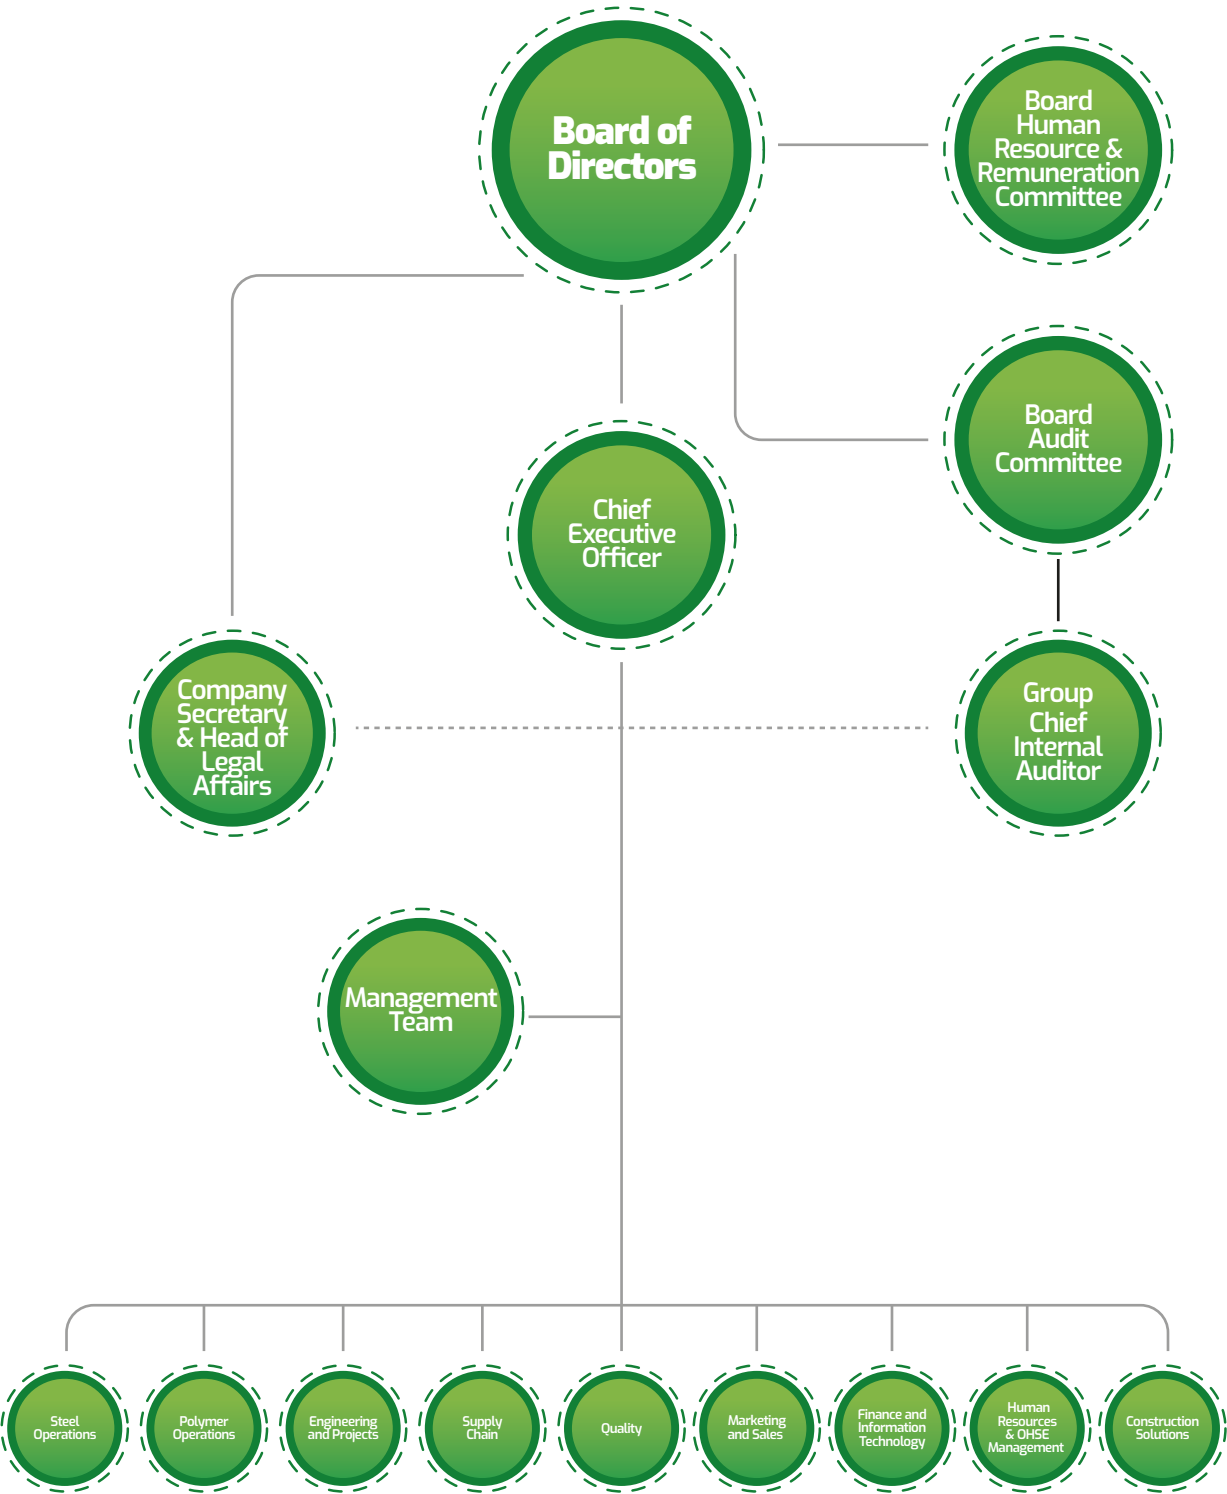 Board of
Directors
Board
Human
Resource &
Remuneration
Committee
Board
Audit
Committee
Chief
Executive
Officer
Company
Secretary
& Head of
Legal
Affairs
Group
Chief
Internal
Auditor
Management
Team
Steel
Operations
Polymer
Operations
Engineering
and Projects
Supply
Chain
Quality
Marketing
and Sales
Finance and
Information
Technology
Human
Resources
& OHSE
Management
Construction
Solutions